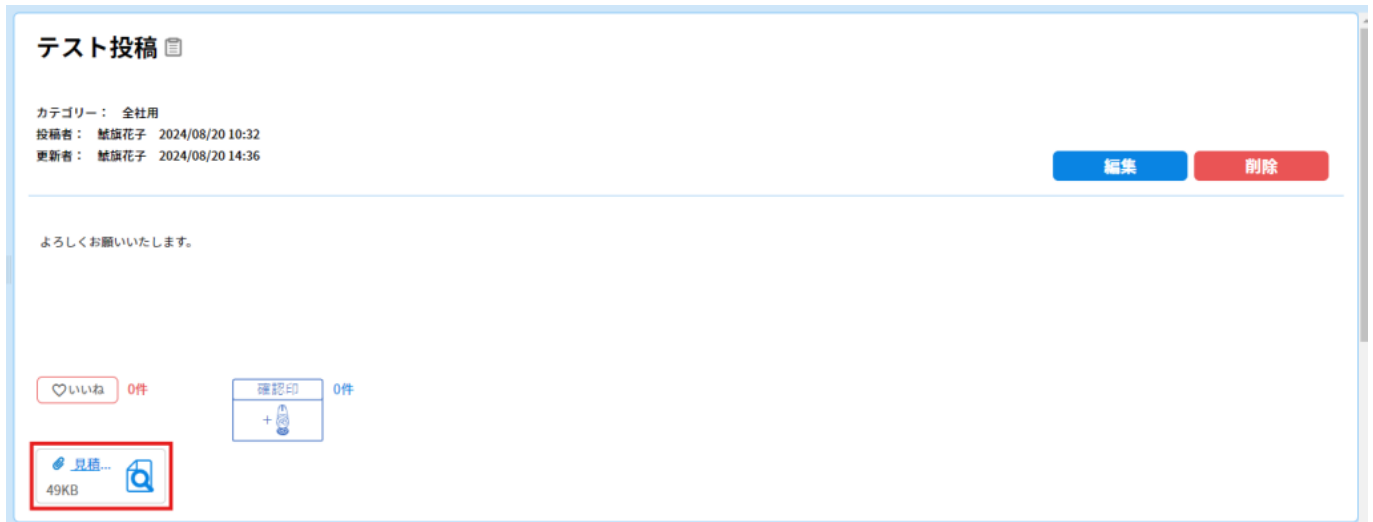 テスト投稿
カテゴリー： 全社用
投稿者： 鯱旗花子 2024/08/20 10:32
更新者： 鯱旗花子 2024/08/20 14:36
編集 削除
よろしくお願いいたします。
いいね 0件 確認印 0件
+
見積...
49KB